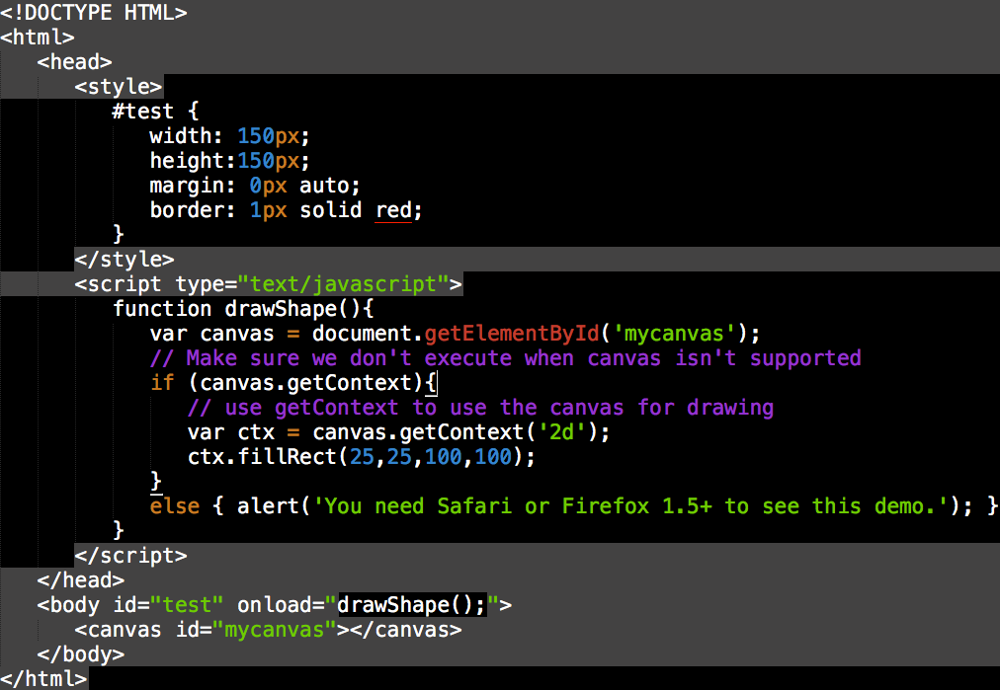 <!DOCTYPE HTML>
<html>
<head>
<style>
#test {
width: 150px;
height:150px;
margin: 0px auto;
border: 1px solid red;
}
</style>
<script type="text/javascript">
function drawShape(){
var canvas = document.getElementById('mycanvas');
// Make sure we don't execute when canvas isn't supported
if (canvas.getContext){
// use getContext to use the canvas for drawing
var ctx = canvas.getContext('2d');
ctx.fillRect(25,25,100,100);
}
else { alert('You need Safari or Firefox 1.5+ to see this demo.'); }
}
</script>
</head>
<body id="test" onload="drawShape();">
<canvas id="mycanvas"></canvas>
</body>
</html>